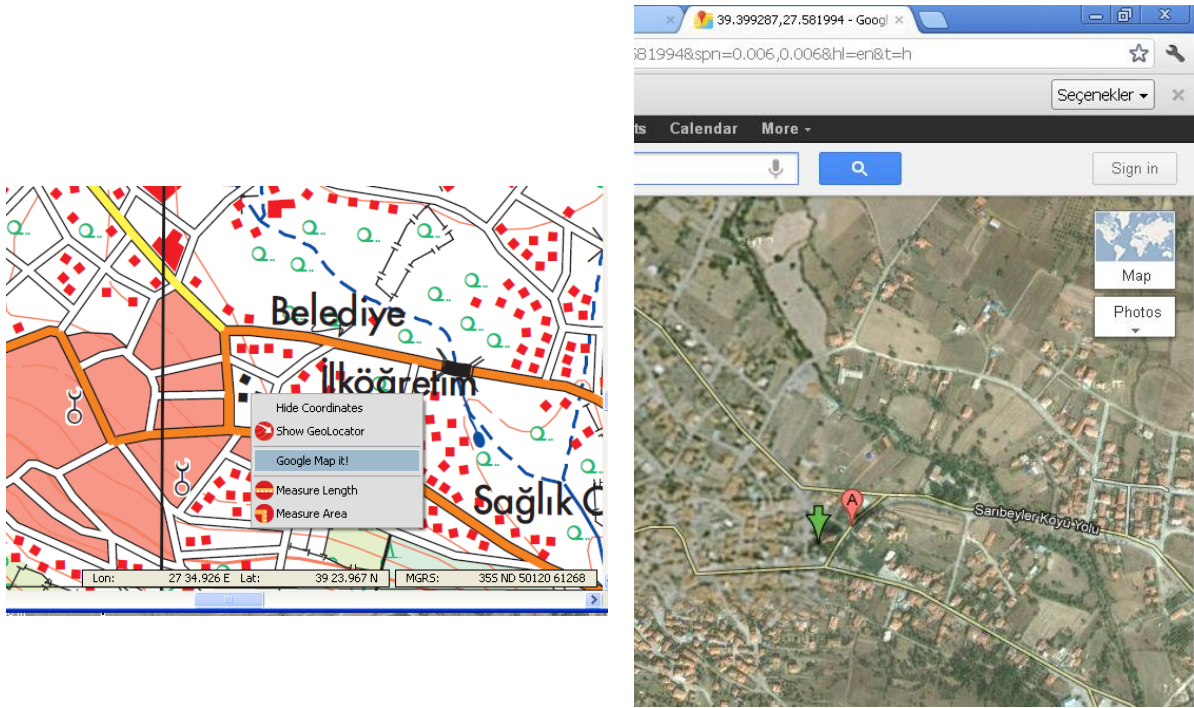 Belediye
İlköğretim
Hide Coordinates
Show GeoLocator
Google Map it!
Measure Length
Measure Area
Sağlık
Lon: 27 34.926 E Lat: 39 23.967 N MGRS: 35S ND 50120 61268
39.399287,27.581994 - Googl
581994&spn=0.006,0.006&hl=en&t=h
Seçenekler
ts Calendar More
Sign in
Map
Photos
A
Sarıbeyler Köyü Yolu